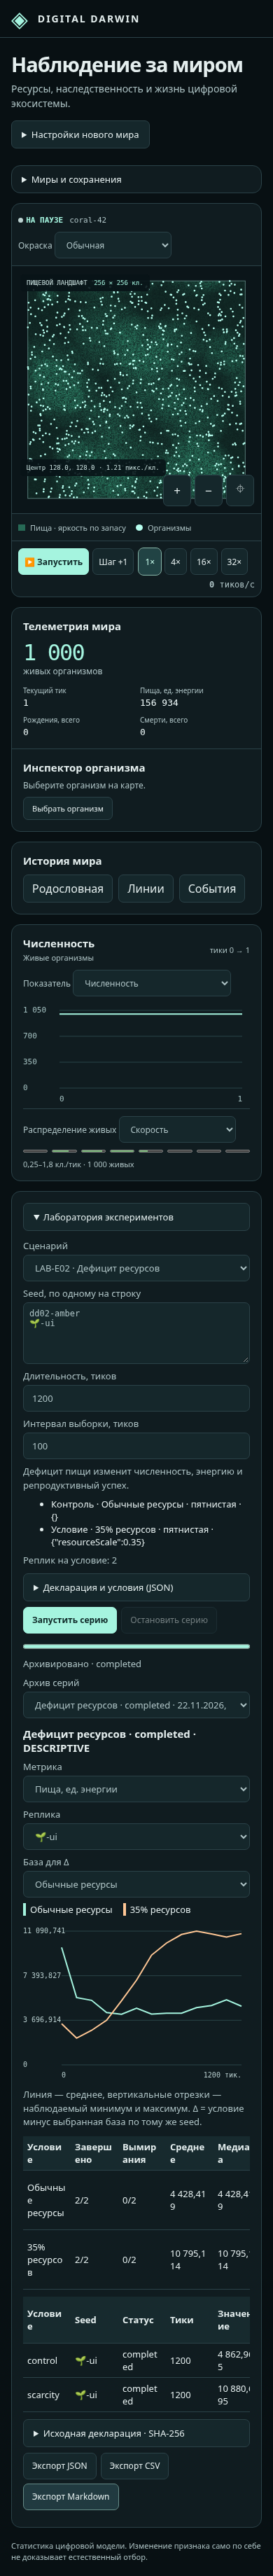 DIGITAL DARWIN
Наблюдение за миром
Ресурсы, наследственность и жизнь цифровой
экосистемы.
▶ Настройки нового мира
▶ Миры и сохранения
НА ПАУЗЕ coral-42
Окраска Обычная
ПИЩЕВОЙ ЛАНДШАФТ 256 × 256 кл.
Центр 128.0, 128.0 · 1.21 пикс./кл.
+ −
Пища · яркость по запасу Организмы
▶️ Запустить Шаг +1 1× 4× 16× 32×
0 тиков/с
Телеметрия мира
1 000
живых организмов
Текущий тик Пища, ед. энергии
1 156 934
Рождения, всего Смерти, всего
0 0
Инспектор организма
Выберите организм на карте.
Выбрать организм
История мира
Родословная Линии События
Численность
Живые организмы тики 0 → 1
Показатель Численность
1 050
700
350
0
0 1
Распределение живых Скорость
0,25–1,8 кл./тик · 1 000 живых
▼ Лаборатория экспериментов
Сценарий
LAB-E02 · Дефицит ресурсов
Seed, по одному на строку
dd02-amber
🌱-ui
Длительность, тиков
1200
Интервал выборки, тиков
100
Дефицит пищи изменит численность, энергию и
репродуктивный успех.
• Контроль · Обычные ресурсы · пятнистая ·
{}
• Условие · 35% ресурсов · пятнистая ·
{"resourceScale":0.35}
Реплик на условие: 2
▶ Декларация и условия (JSON)
Запустить серию Остановить серию
Архивировано · completed
Архив серий
Дефицит ресурсов · completed · 22.11.2026,
Дефицит ресурсов · completed ·
DESCRIPTIVE
Метрика
Пища, ед. энергии
Реплика
🌱-ui
База для Δ
Обычные ресурсы
Обычные ресурсы 35% ресурсов
11 090,741
7 393,827
3 696,914
0
0 1200 тик.
Линия — среднее, вертикальные отрезки —
наблюдаемый минимум и максимум. Δ = условие
минус выбранная база по тому же seed.
Услови Заверш Вымир Средне Медиа
е ено ания е а
Обычны
е 2/2 0/2 4 428,41 4 428,4
ресурсы 9 9
35%
ресурсо 2/2 0/2 10 795,1 10 795,
в 14 14
Услови Seed Статус Тики Значен
е ие
control 🌱-ui complet 1200 4 862,9
ed 5
scarcity 🌱-ui complet 1200 10 880,
ed 95
▶ Исходная декларация · SHA-256
Экспорт JSON Экспорт CSV
Экспорт Markdown
Статистика цифровой модели. Изменение признака само по себе
не доказывает естественный отбор.